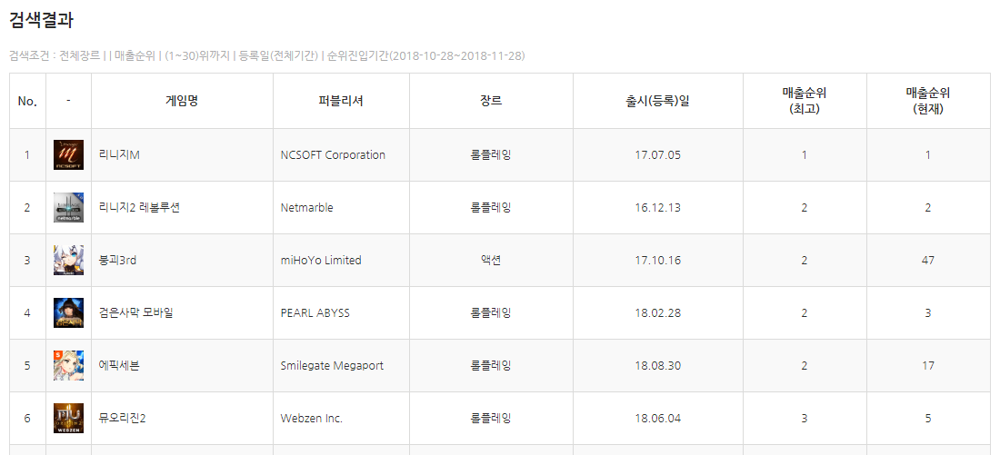 검색결과
검색조건 : 전체장르 | | 매출순위 | (1~30)위까지 | 등록일(전체기간) | 순위진입기간(2018-10-28~2018-11-28)
No. - 게임명 퍼블리셔 장르 출시(등록)일 매출순위 (최고) 매출순위 (현재)
1 리니지M NCSOFT Corporation 롤플레잉 17.07.05 1 1
2 리니지2 레볼루션 Netmarble 롤플레잉 16.12.13 2 2
3 붕괴3rd miHoYo Limited 액션 17.10.16 2 47
4 검은사막 모바일 PEARL ABYSS 롤플레잉 18.02.28 2 3
5 에픽세븐 Smilegate Megaport 롤플레잉 18.08.30 2 17
6 뮤오리진2 Webzen Inc. 롤플레잉 18.06.04 3 5